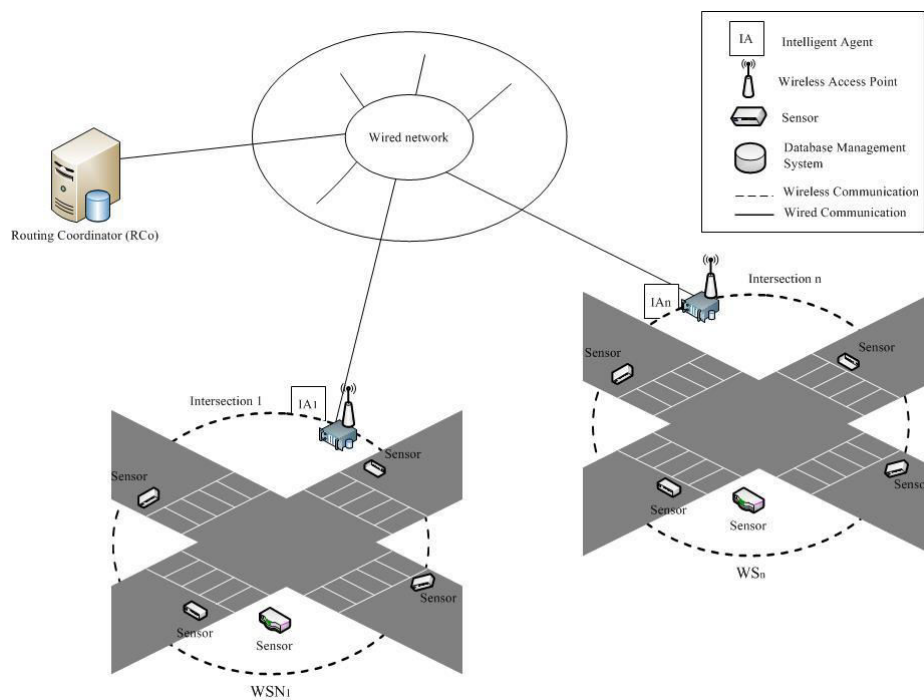 IA
Intelligent Agent
Wireless Access Point
Sensor
Database Management
System
Wireless Communication
Wired Communication
Wired network
Routing Coordinator (RCo)
Intersection n
IAn
Sensor
Sensor
Sensor
Sensor
Sensor
WSn
Intersection 1
IA1
Sensor
Sensor
Sensor
Sensor
Sensor
WSN1